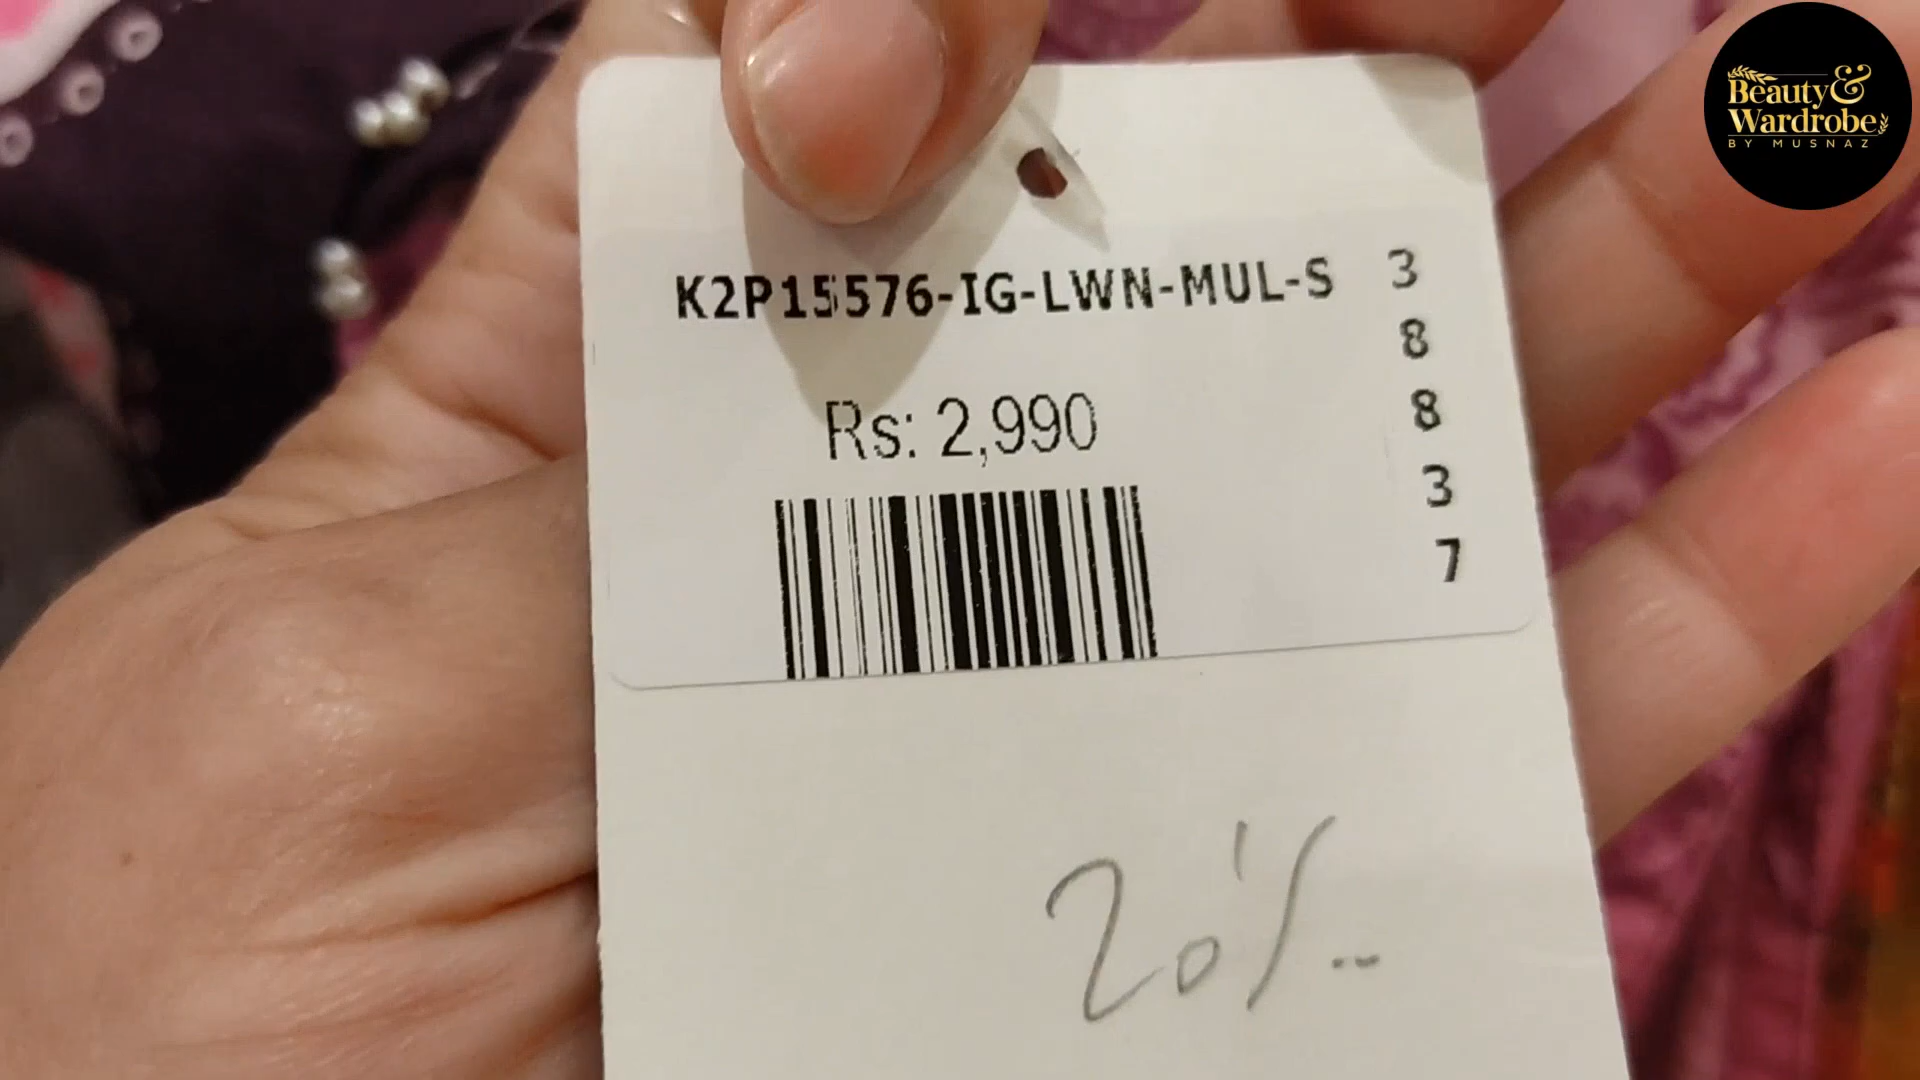 Beauty &
Wardrobe
BY MUSNAZ
K2P15576-IG-LWN-MUL-S
3
8
8
3
7
Rs: 2,990
20%